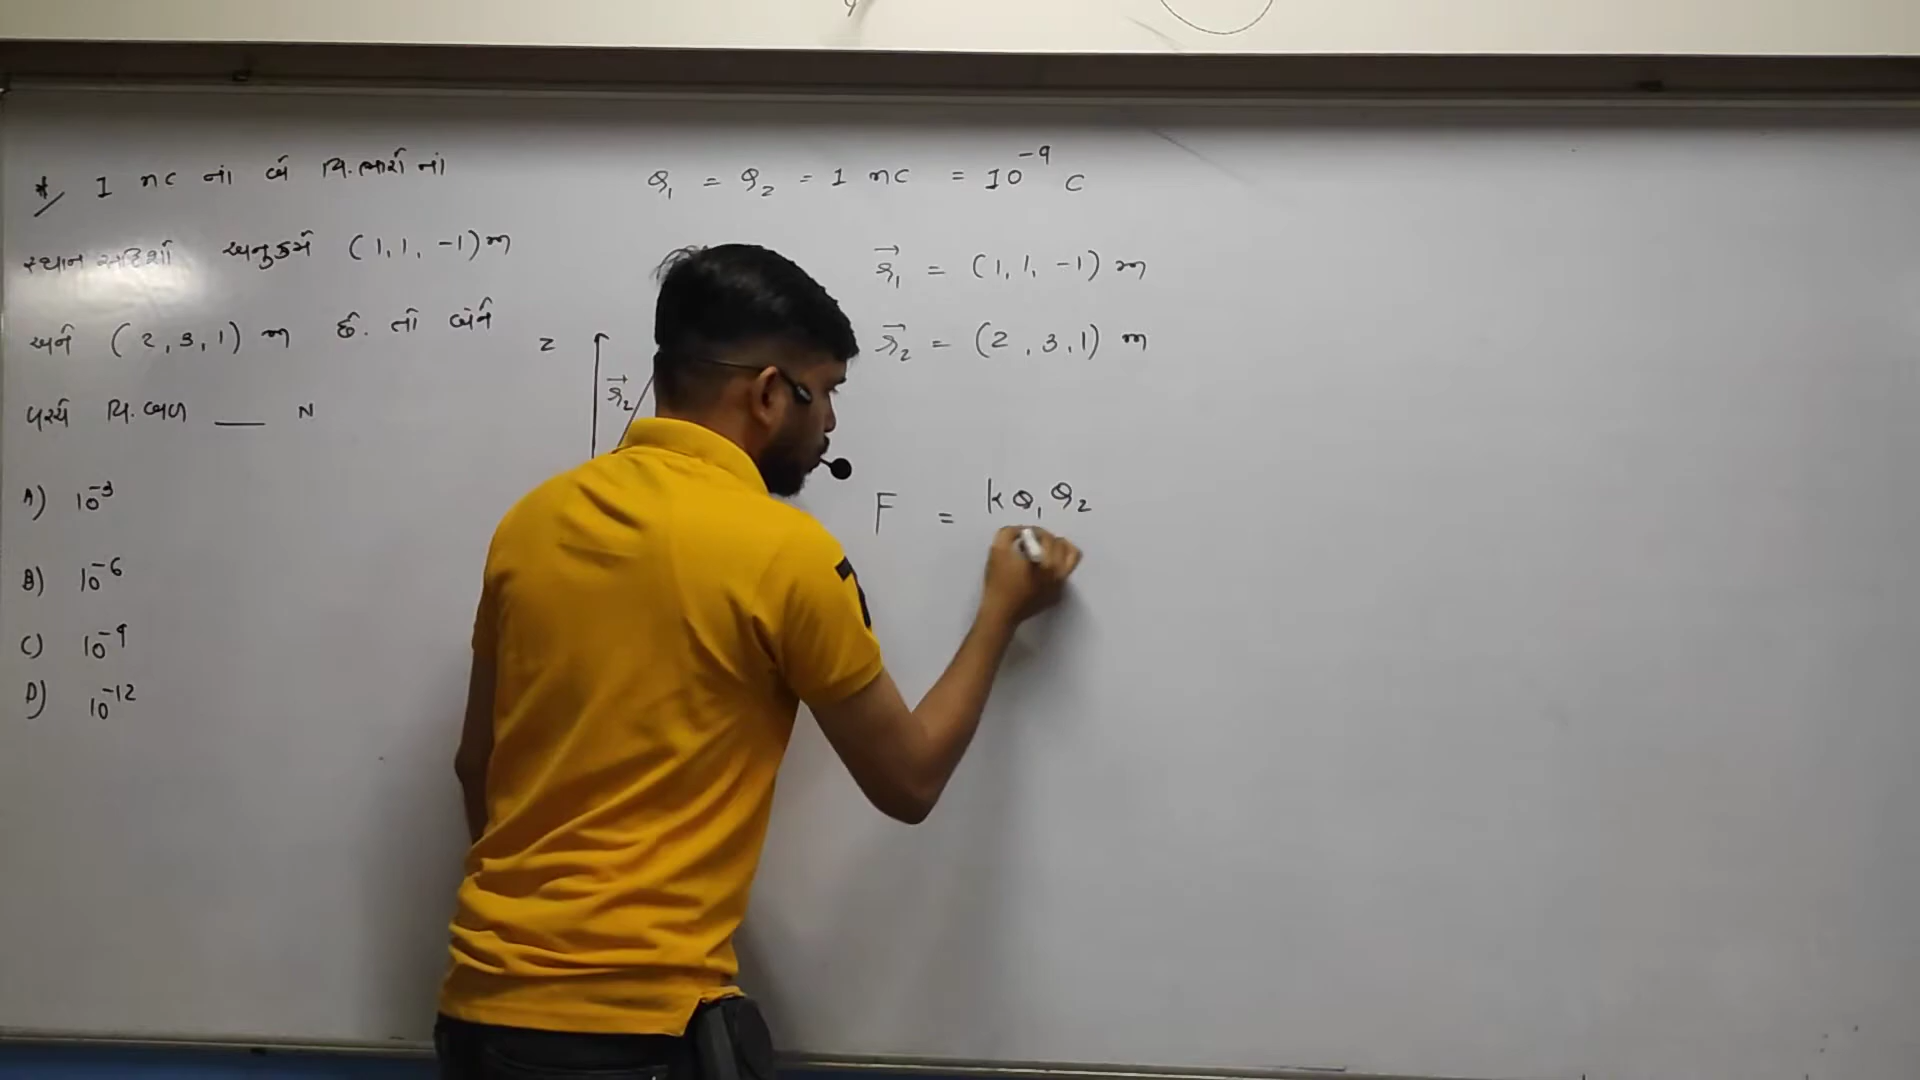 * 1 nc નાં બે વિ.ભારો નાં
સ્થાન સદિશો અનુક્રમે (1, 1, -1) m
અને (2, 3, 1) m છે. તો બંને
વચ્ચે વિ.બળ ___ N
A) 10⁻³
B) 10⁻⁶
C) 10⁻⁹
D) 10⁻¹²
Z
r⃗₂
Q₁ = Q₂ = 1 nc = 10⁻⁹ C
r⃗₁ = (1, 1, -1) m
r⃗₂ = (2, 3, 1) m
F = kQ₁Q₂